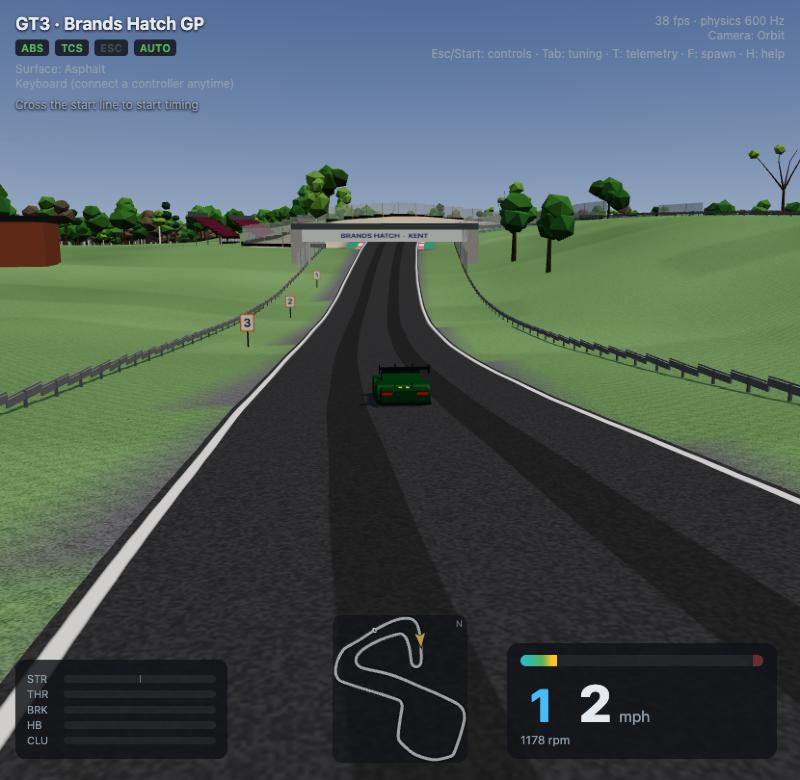 GT3 · Brands Hatch GP
ABS TCS ESC AUTO
Surface: Asphalt
Keyboard (connect a controller anytime)
Cross the start line to start timing
38 fps · physics 600 Hz
Camera: Orbit
Esc/Start: controls · Tab: tuning · T: telemetry · F: spawn · H: help
BRANDS HATCH · KENT
1
2
3
STR
THR
BRK
HB
CLU
N
1 2 mph
1178 rpm